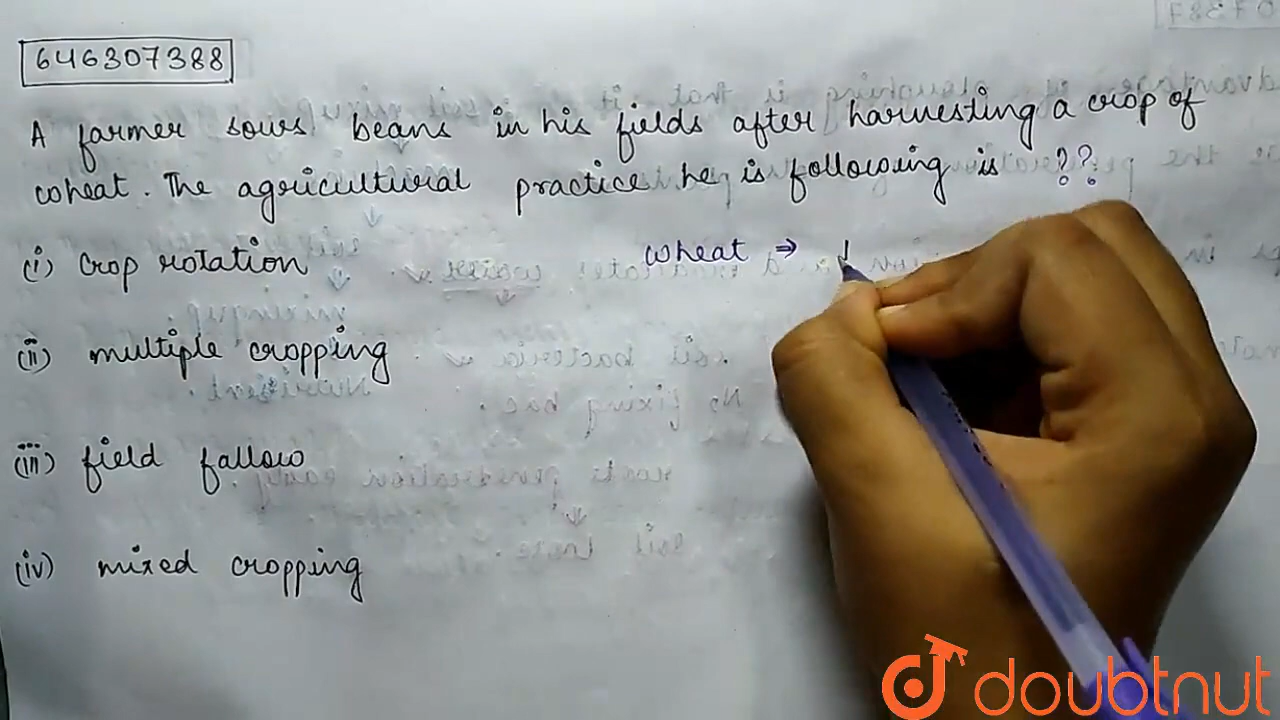 646307388
A farmer sows beans in his fields after harvesting a crop of
wheat. The agricultural practice he is following is ??
(i) crop rotation
wheat ⇒
(ii) multiple cropping
(iii) field fallow
(iv) mixed cropping
doubtnut